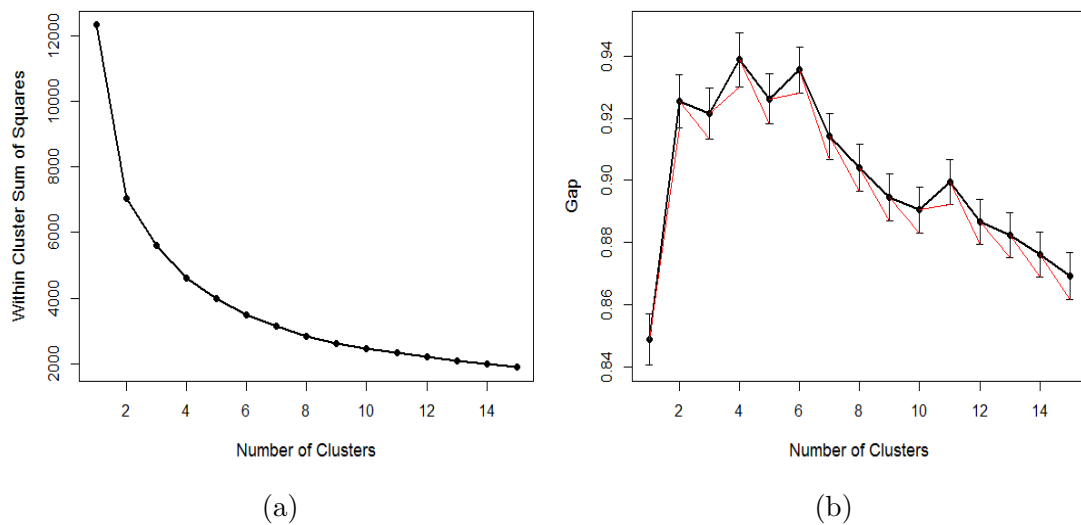 Within Cluster Sum of Squares
12000
10000
8000
6000
4000
2000
2 4 6 8 10 12 14
Number of Clusters
(a)
Gap
0.94
0.92
0.90
0.88
0.86
0.84
2 4 6 8 10 12 14
Number of Clusters
(b)